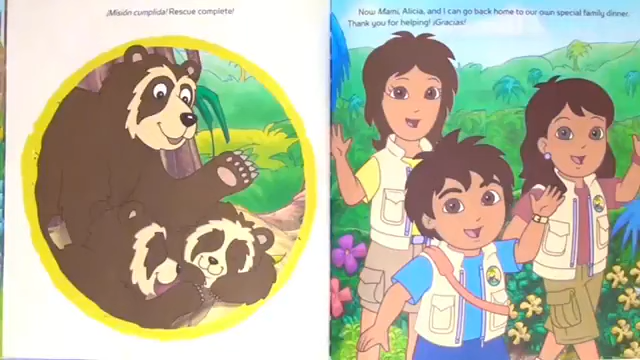 ¡Misión cumplida! Rescue complete!
Now Mami, Alicia, and I can go back home to our own special family dinner.
Thank you for helping! ¡Gracias!